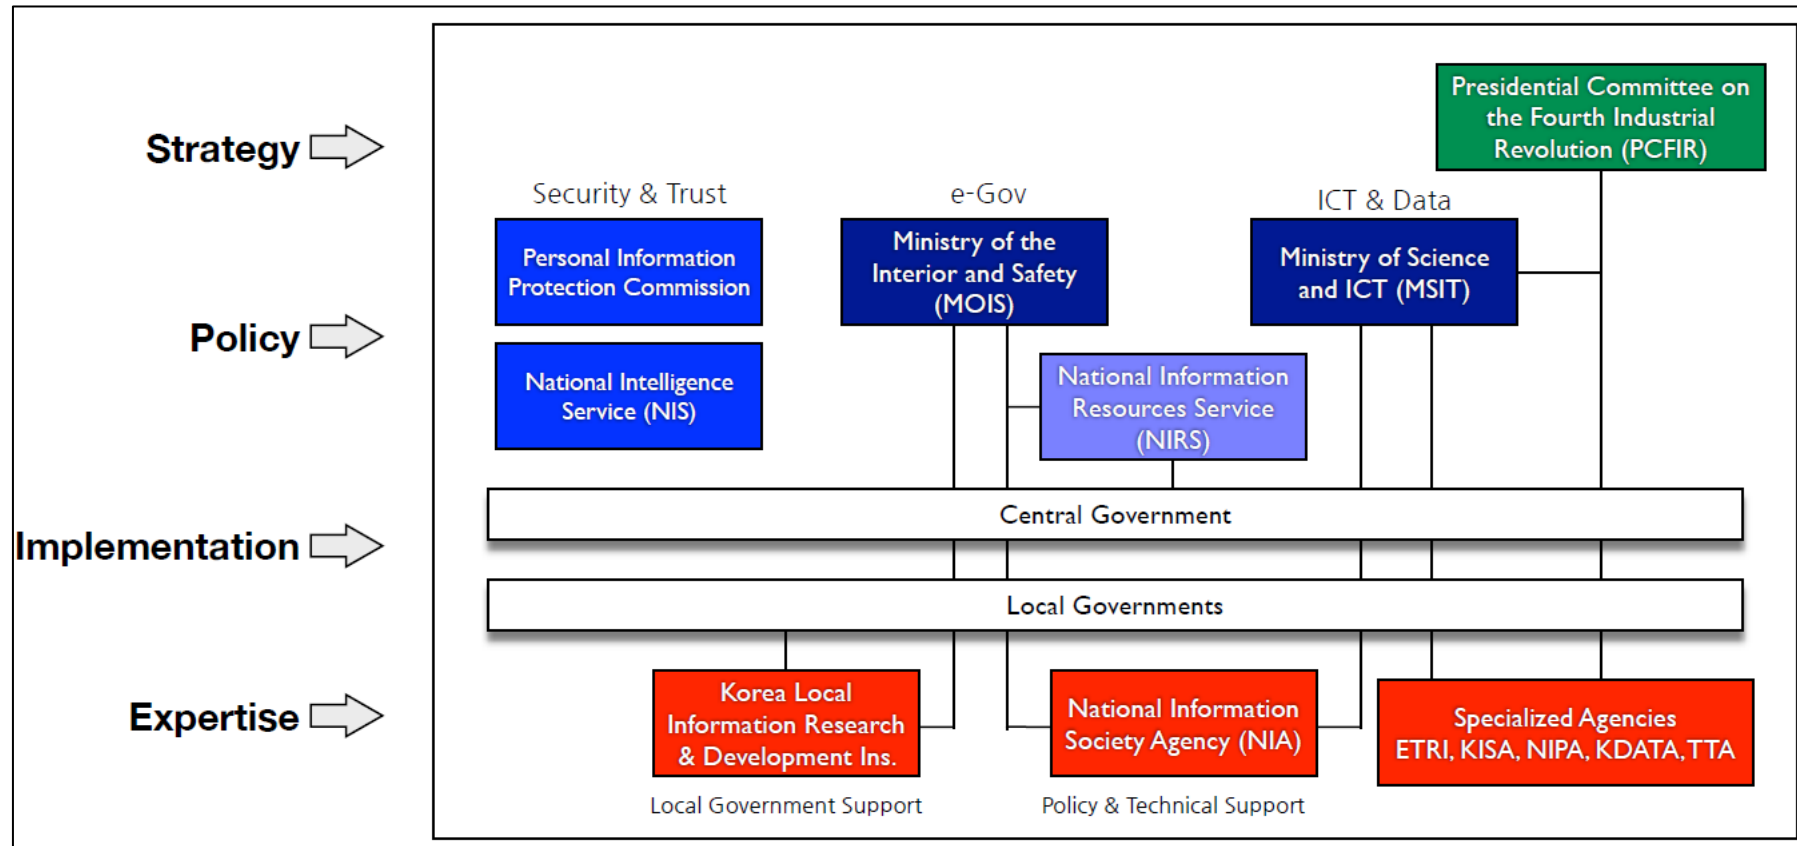 Strategy
Presidential Committee on
the Fourth Industrial
Revolution (PCFIR)
Security & Trust
e-Gov
ICT & Data
Policy
Personal Information
Protection Commission
Ministry of the
Interior and Safety
(MOIS)
Ministry of Science
and ICT (MSIT)
National Intelligence
Service (NIS)
National Information
Resources Service
(NIRS)
Implementation
Central Government
Local Governments
Expertise
Korea Local
Information Research
& Development Ins.
National Information
Society Agency (NIA)
Specialized Agencies
ETRI, KISA, NIPA, KDATA, TTA
Local Government Support
Policy & Technical Support